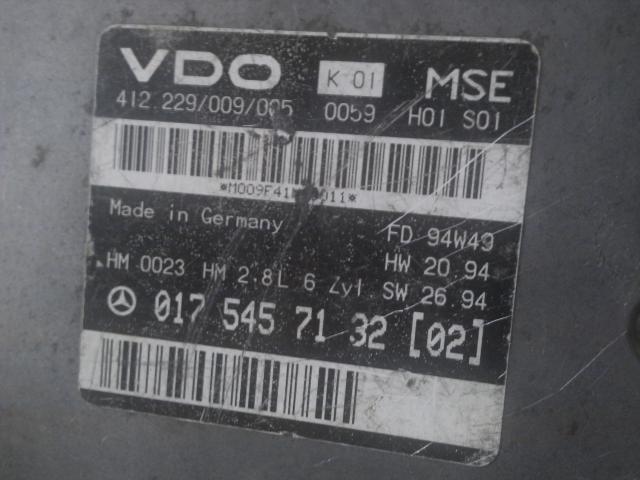 VDO K 01 MSE
412.229/009/005 0059 H01 S01
Made in Germany
FD 94W49
HW 20.94
HM 0023 HM 2.8L 6 Zyl SW 26.94
017 545 71 32 [02]